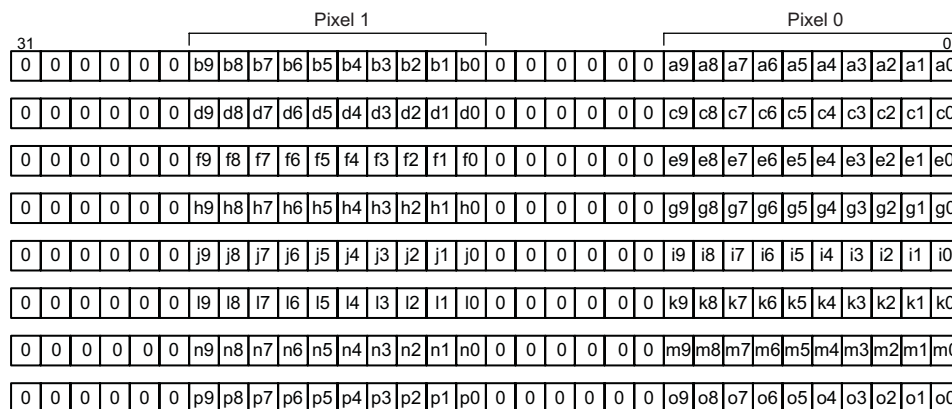 Pixel 1 Pixel 0
31 0
0 0 0 0 0 0 b9 b8 b7 b6 b5 b4 b3 b2 b1 b0 0 0 0 0 0 0 a9 a8 a7 a6 a5 a4 a3 a2 a1 a0
0 0 0 0 0 0 d9 d8 d7 d6 d5 d4 d3 d2 d1 d0 0 0 0 0 0 0 c9 c8 c7 c6 c5 c4 c3 c2 c1 c0
0 0 0 0 0 0 f9 f8 f7 f6 f5 f4 f3 f2 f1 f0 0 0 0 0 0 0 e9 e8 e7 e6 e5 e4 e3 e2 e1 e0
0 0 0 0 0 0 h9 h8 h7 h6 h5 h4 h3 h2 h1 h0 0 0 0 0 0 0 g9 g8 g7 g6 g5 g4 g3 g2 g1 g0
0 0 0 0 0 0 j9 j8 j7 j6 j5 j4 j3 j2 j1 j0 0 0 0 0 0 0 i9 i8 i7 i6 i5 i4 i3 i2 i1 i0
0 0 0 0 0 0 l9 l8 l7 l6 l5 l4 l3 l2 l1 l0 0 0 0 0 0 0 k9 k8 k7 k6 k5 k4 k3 k2 k1 k0
0 0 0 0 0 0 n9 n8 n7 n6 n5 n4 n3 n2 n1 n0 0 0 0 0 0 0 m9 m8 m7 m6 m5 m4 m3 m2 m1 m0
0 0 0 0 0 0 p9 p8 p7 p6 p5 p4 p3 p2 p1 p0 0 0 0 0 0 0 o9 o8 o7 o6 o5 o4 o3 o2 o1 o0